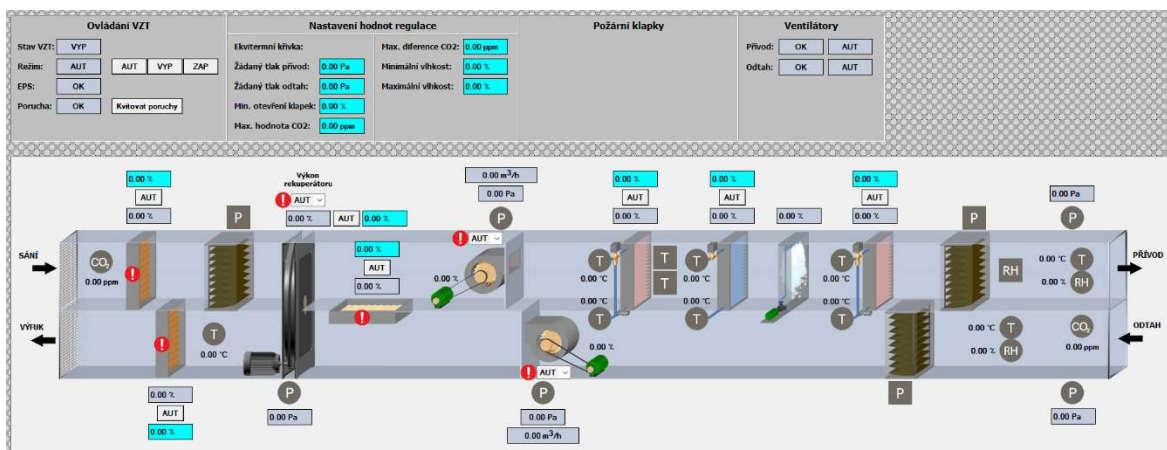 Ovládání VZT
Stav VZT: VYP
Režim: AUT AUT VYP ZAP
EPS: OK
Porucha: OK Kvitovat poruchy
Nastavení hodnot regulace
Ekvitermní křivka:
Žádaný tlak přívod: 0.00 Pa
Žádaný tlak odtah: 0.00 Pa
Min. otevření klapek: 0.00 %
Max. hodnota CO2: 0.00 ppm
Max. diference CO2: 0.00 ppm
Minimální vlhkost: 0.00 %
Maximální vlhkost: 0.00 %
Požární klapky
Ventilátory
Přívod: OK AUT
Odtah: OK AUT
0.00 %
AUT
0.00 %
P
Výkon
rekuperátoru
! AUT
0.00 % AUT 0.00 %
0.00 %
AUT
0.00 %
!
0.00 m³/h
0.00 Pa
P
! AUT
0.00 %
0.00 %
AUT
0.00 %
0.00 %
AUT
0.00 %
0.00 %
0.00 %
AUT
0.00 %
P
0.00 Pa
P
SÁNÍ
CO₂
0.00 ppm
!
T
0.00 °C
0.00 °C
T
T
T
T
0.00 °C
0.00 °C
T
T
0.00 °C
0.00 °C
T
RH
0.00 °C T
0.00 % RH
PŘÍVOD
VÝFUK
!
T
0.00 °C
0.00 %
! AUT
0.00 °C T
0.00 % RH
CO₂
0.00 ppm
ODTAH
0.00 %
AUT
0.00 %
P
0.00 Pa
P
0.00 Pa
0.00 m³/h
P
P
0.00 Pa